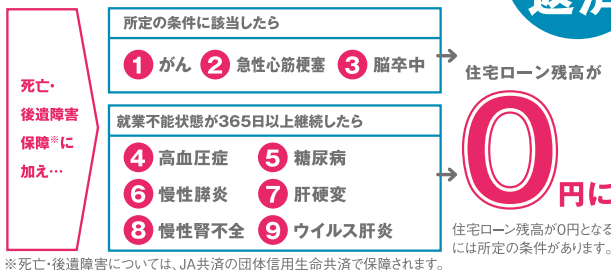 返済
死亡・
後遺障害
保障※に
加え…
所定の条件に該当したら
1 がん 2 急性心筋梗塞 3 脳卒中
就業不能状態が365日以上継続したら
4 高血圧症 5 糖尿病
6 慢性膵炎 7 肝硬変
8 慢性腎不全 9 ウイルス肝炎
住宅ローン残高が
0円に
住宅ローン残高が0円となる
には所定の条件があります。
※死亡・後遺障害については、JA共済の団体信用生命共済で保障されます。